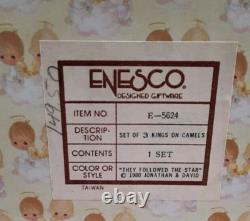 ENESCO®
DESIGNED GIFTWARE
ITEM NO. E-5624
DESCRIP-
TION SET OF 3 KINGS ON CAMELS
CONTENTS 1 SET
COLOR OR
STYLE "THEY FOLLOWED THE STAR"
© 1980 JONATHAN & DAVID
TAIWAN